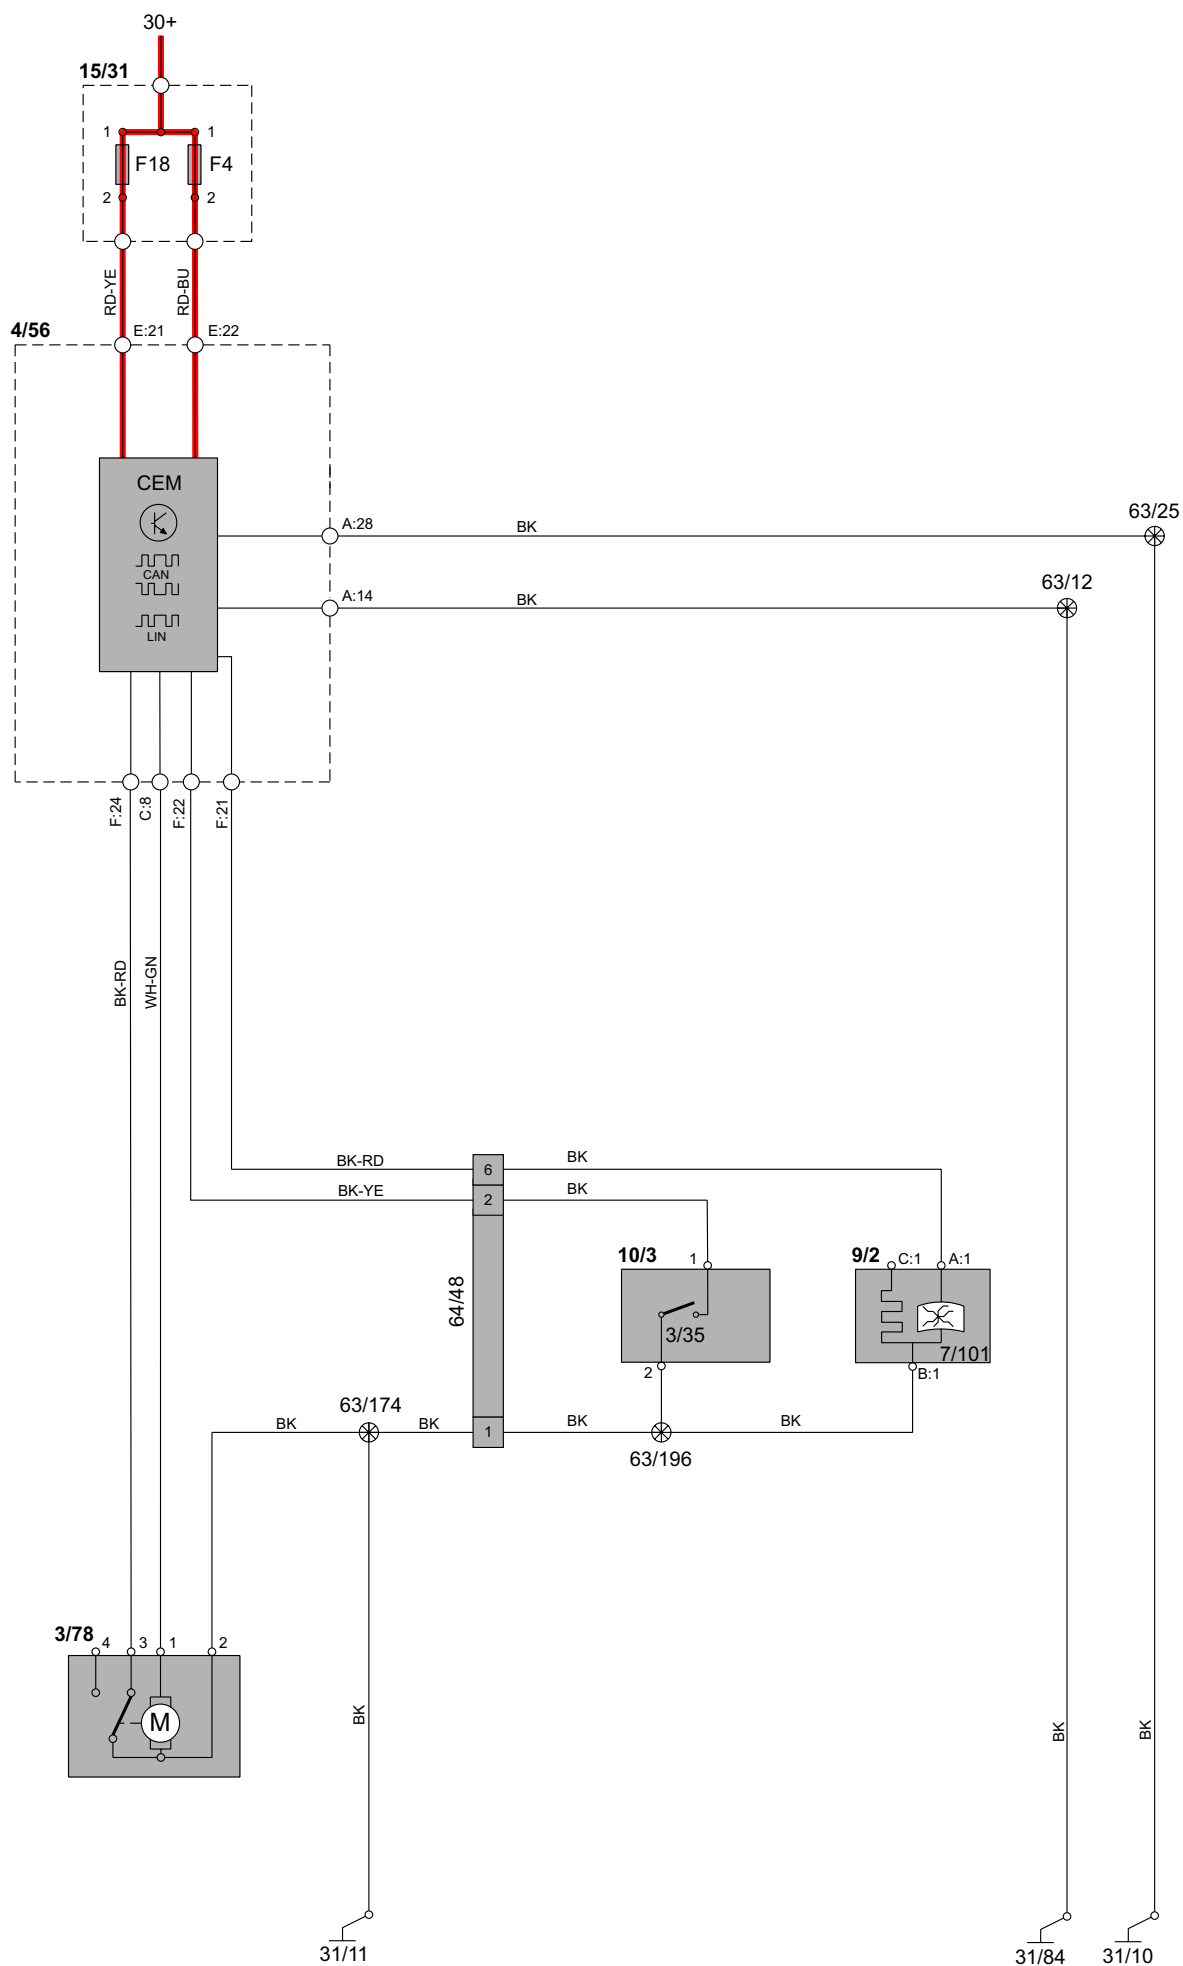 30+
15/31
1 1
F18 F4
2 2
RD-YE RD-BU
4/56 E:21 E:22
CEM
CAN
LIN
A:28 BK 63/25
A:14 BK 63/12
F:24 C:8 F:22 F:21
BK-RD WH-GN
BK-RD 6 BK
BK-YE 2 BK
64/48
10/3 1
3/35
2
9/2 C:1 A:1
7/101
B:1
63/174
BK BK 1 BK BK
63/196
3/78 4 3 1 2
M
BK BK BK
31/11 31/84 31/10